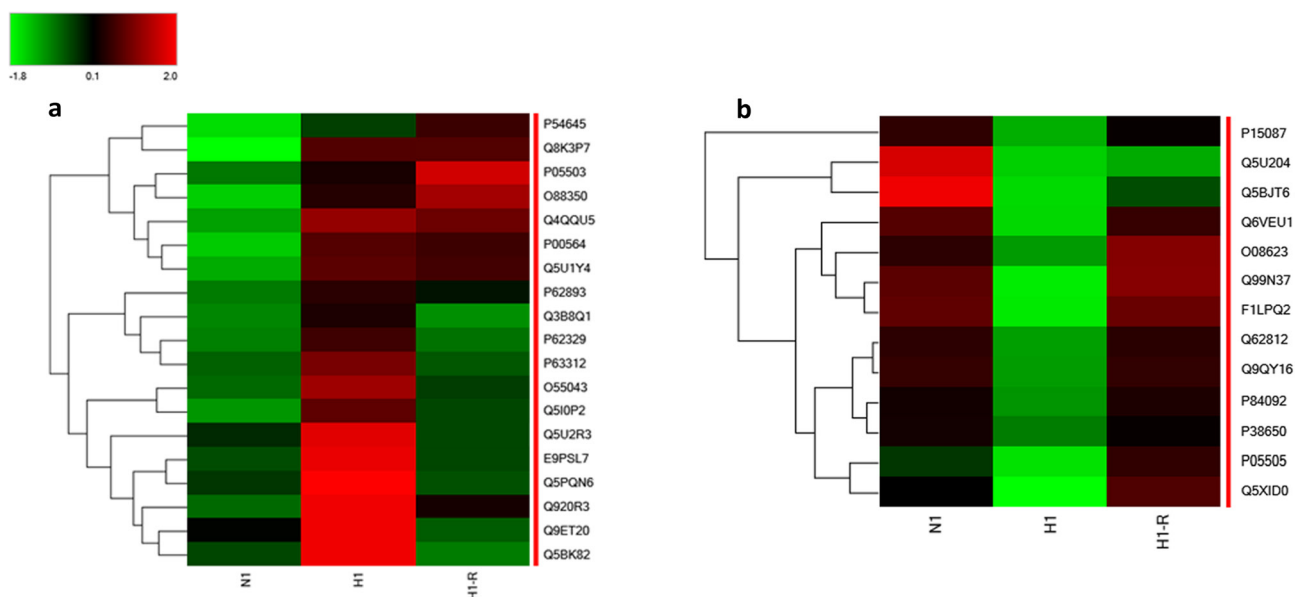 -1.8 0.1 2.0
a
P54645
Q8K3P7
P05503
O88350
Q4QQU5
P00564
Q5U1Y4
P62893
Q3B8Q1
P62329
P63312
O55043
Q5I0P2
Q5U2R3
E9PSL7
Q5PQN6
Q920R3
Q9ET20
Q5BK82
N1 H1 H1-R
b
P15087
Q5U204
Q5BJT6
Q6VEU1
O08623
Q99N37
F1LPQ2
Q62812
Q9QY16
P84092
P38650
P05505
Q5XID0
N1 H1 H1-R